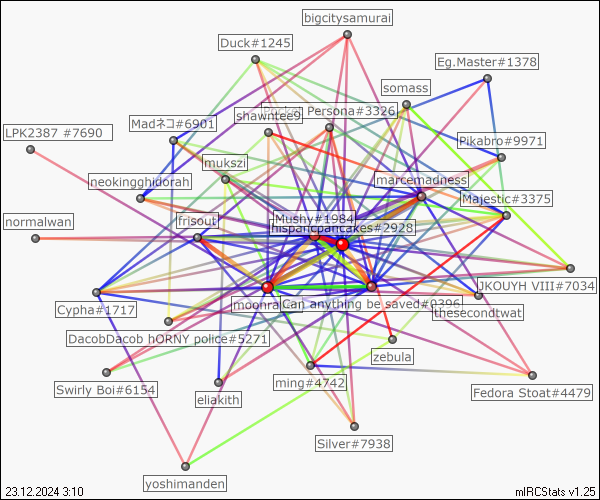 bigcitysamurai
Duck#1245
Eg.Master#1378
somass
Persona#3326
shawntee9
Madネコ#6901
LPK2387 #7690
Pikabro#9971
mukszi
marcemadness
neokingghidorah
Majestic#3375
Mushy#1984
frisout
hispanicpancakes#2928
normalwan
JKOUYH VIII#7034
Cypha#1717
moonra
Can anything be saved#0396
thesecondtwat
DacobDacob hORNY police#5271
zebula
ming#4742
Swirly Boi#6154
Fedora Stoat#4479
eliakith
Silver#7938
yoshimanden
23.12.2024 3:10
mIRCStats v1.25